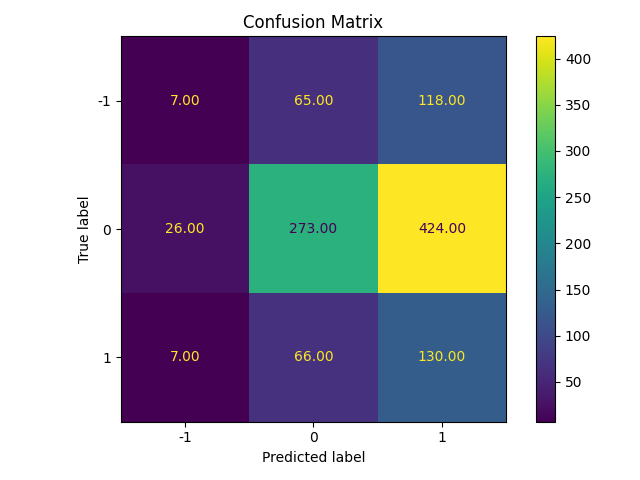 Confusion Matrix
True label
-1
7.00 65.00 118.00
0
26.00 273.00 424.00
1
7.00 66.00 130.00
-1 0 1
Predicted label
400
350
300
250
200
150
100
50